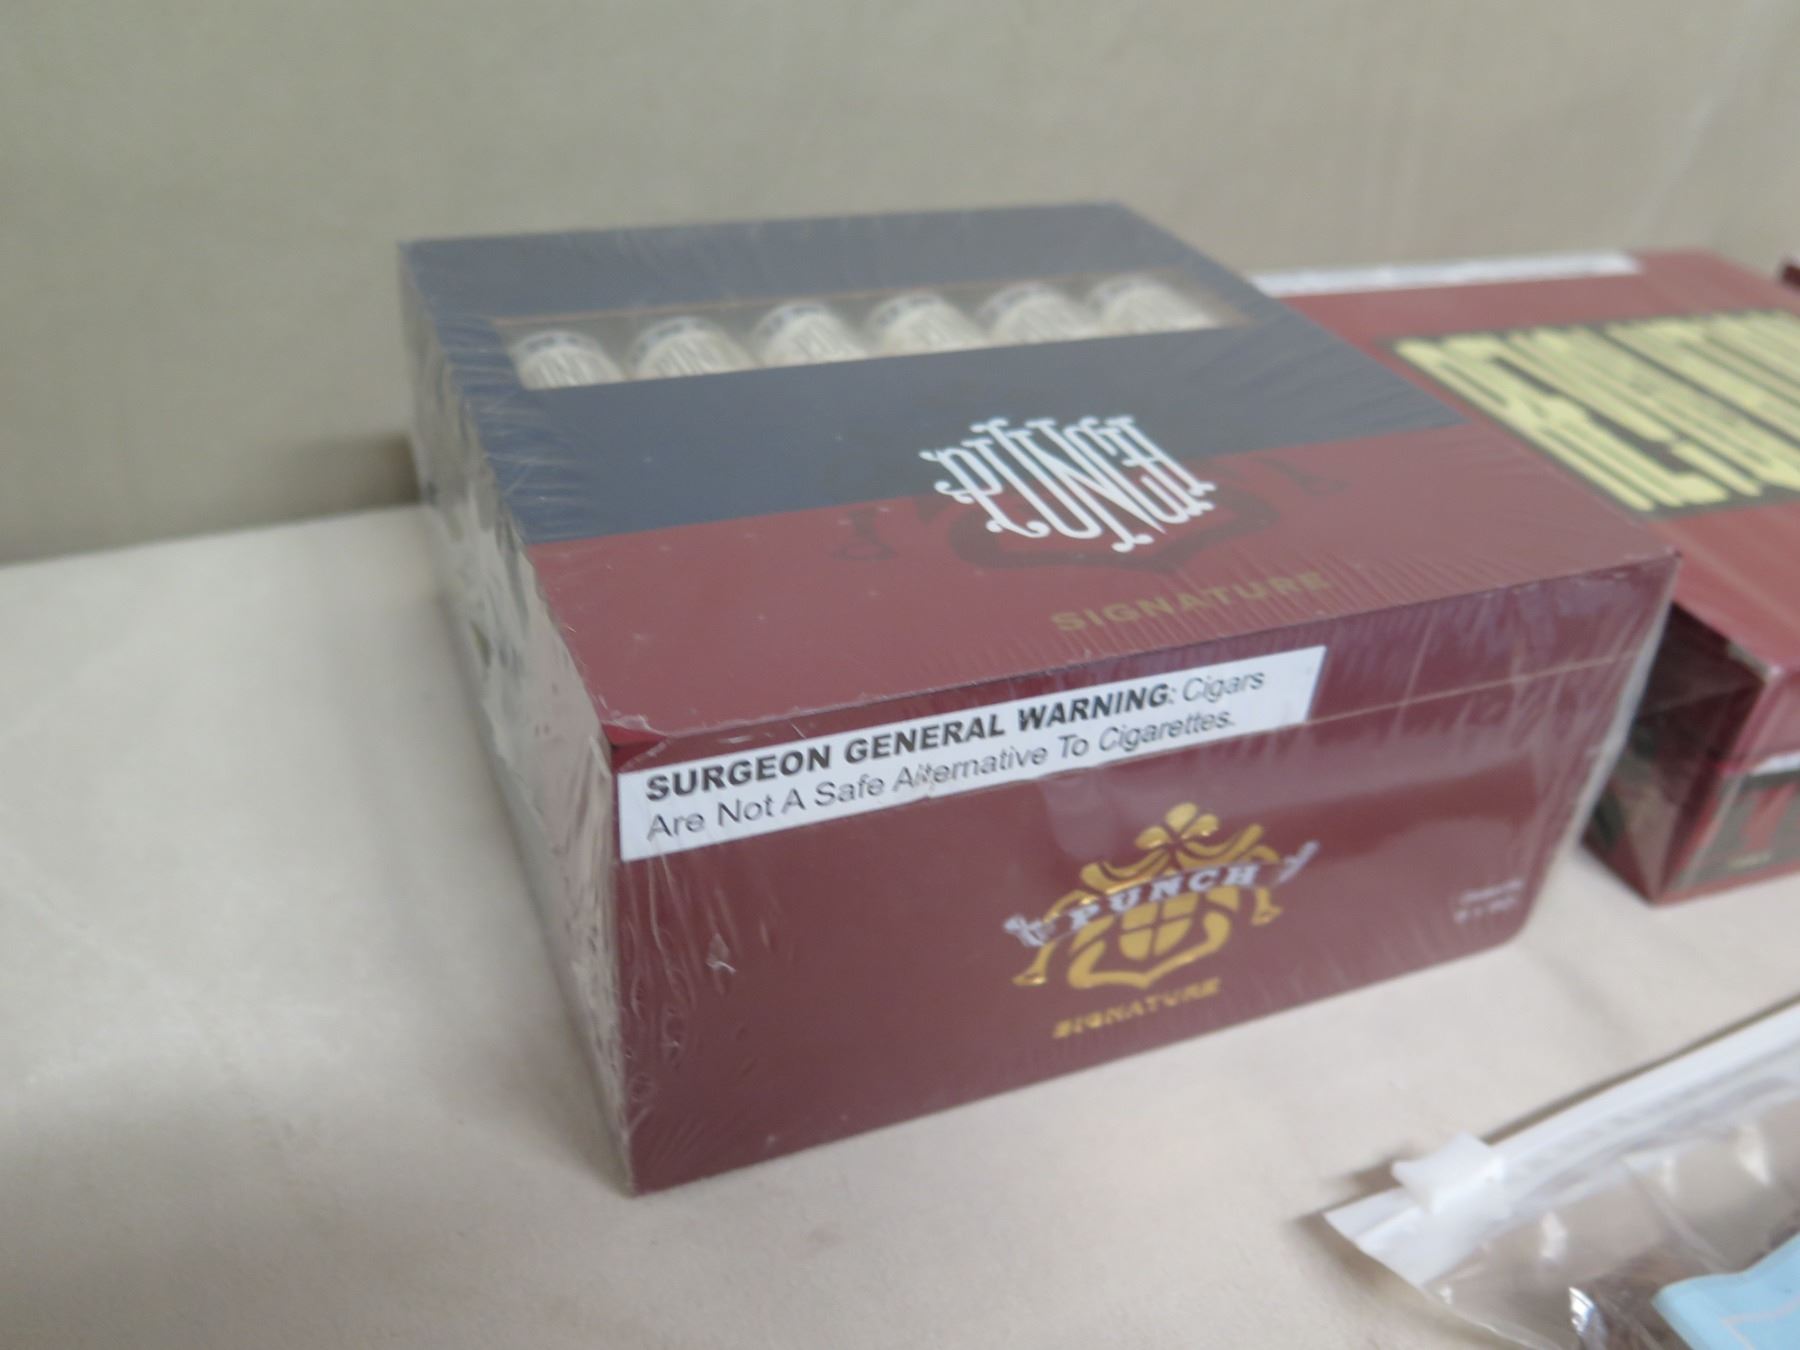 PUNCH
SIGNATURE
SURGEON GENERAL WARNING: Cigars
Are Not A Safe Alternative To Cigarettes.
PUNCH
SIGNATURE